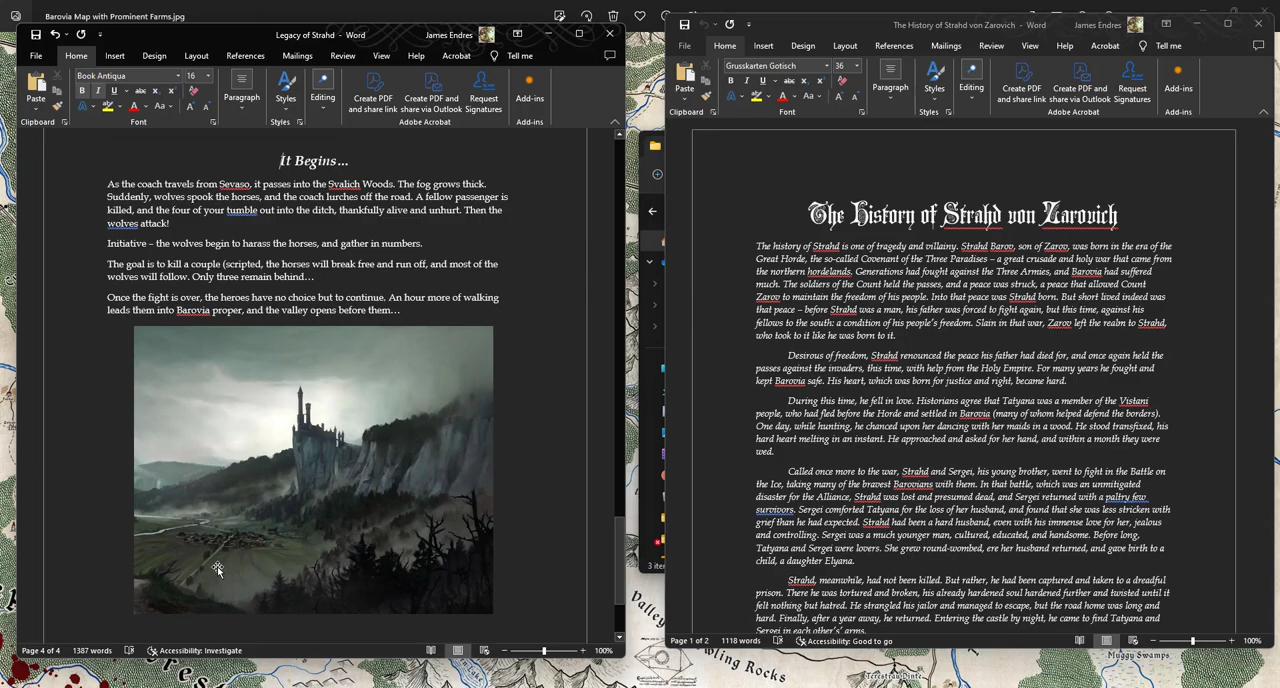 Barovia Map with Prominent Farms.jpg
Legacy of Strahd - Word
James Endres
File Home Insert Design Layout References Mailings Review View Help Acrobat Tell me
Book Antiqua 16
Paste
Paragraph Styles Editing Create PDF and share link Create PDF and share via Outlook Request Signatures Add-ins
Clipboard Font Styles Adobe Acrobat Add-ins
It Begins…
As the coach travels from Sevaso, it passes into the Svalich Woods. The fog grows thick.
Suddenly, wolves spook the horses, and the coach lurches off the road. A fellow passenger is
killed, and the four of your tumble out into the ditch, thankfully alive and unhurt. Then the
wolves attack!
Initiative – the wolves begin to harass the horses, and gather in numbers.
The goal is to kill a couple (scripted, the horses will break free and run off, and most of the
wolves will follow. Only three remain behind…
Once the fight is over, the heroes have no choice but to continue. An hour more of walking
leads them into Barovia proper, and the valley opens before them…
Page 4 of 4 1387 words Accessibility: Investigate 100%
The History of Strahd von Zarovich - Word
James Endres
File Home Insert Design Layout References Mailings Review View Help Acrobat Tell me
Grusskarten Gotisch 36
Paste
Paragraph Styles Editing Create PDF and share link Create PDF and share via Outlook Request Signatures Add-ins
Clipboard Font Styles Adobe Acrobat Add-ins
The History of Strahd von Zarovich
The history of Strahd is one of tragedy and villainy. Strahd Barov, son of Zarov, was born in the era of the
Great Horde, the so-called Covenant of the Three Paradises – a great crusade and holy war that came from
the northern hordelands. Generations had fought against the Three Armies, and Barovia had suffered
much. The soldiers of the Count held the passes, and a peace was struck, a peace that allowed Count
Zarov to maintain the freedom of his people. Into that peace was Strahd born. But short lived indeed was
that peace – before Strahd was a man, his father was forced to fight again, but this time, against his
fellows to the south: a condition of his people's freedom. Slain in that war, Zarov left the realm to Strahd,
who took to it like he was born to it.
Desirous of freedom, Strahd renounced the peace his father had died for, and once again held the
passes against the invaders, this time, with help from the Holy Empire. For many years he fought and
kept Barovia safe. His heart, which was born for justice and right, became hard.
During this time, he fell in love. Historians agree that Tatyana was a member of the Vistani
people, who had fled before the Horde and settled in Barovia (many of whom helped defend the borders).
One day, while hunting, he chanced upon her dancing with her maids in a wood. He stood transfixed, his
hard heart melting in an instant. He approached and asked for her hand, and within a month they were
wed.
Called once more to the war, Strahd and Sergei, his young brother, went to fight in the Battle on
the Ice, taking many of the bravest Barovians with them. In that battle, which was an unmitigated
disaster for the Alliance, Strahd was lost and presumed dead, and Sergei returned with a paltry few
survivors. Sergei comforted Tatyana for the loss of her husband, and found that she was less stricken with
grief than he had expected. Strahd had been a hard husband, even with his immense love for her, jealous
and controlling. Sergei was a much younger man, cultured, educated, and handsome. Before long,
Tatyana and Sergei were lovers. She grew round-wombed, ere her husband returned, and gave birth to a
child, a daughter Elyana.
Strahd, meanwhile, had not been killed. But rather, he had been captured and taken to a dreadful
prison. There he was tortured and broken, his already hardened soul hardened further and twisted until it
felt nothing but hatred. He strangled his jailor and managed to escape, but the road home was long and
hard. Finally, after a year away, he returned. Entering the castle by night, he came to find Tatyana and
Sergei in each others' arms.
Page 1 of 2 1118 words Accessibility: Good to go 100%
3 iter
Valley
ling Rocks
Muggy Swamps